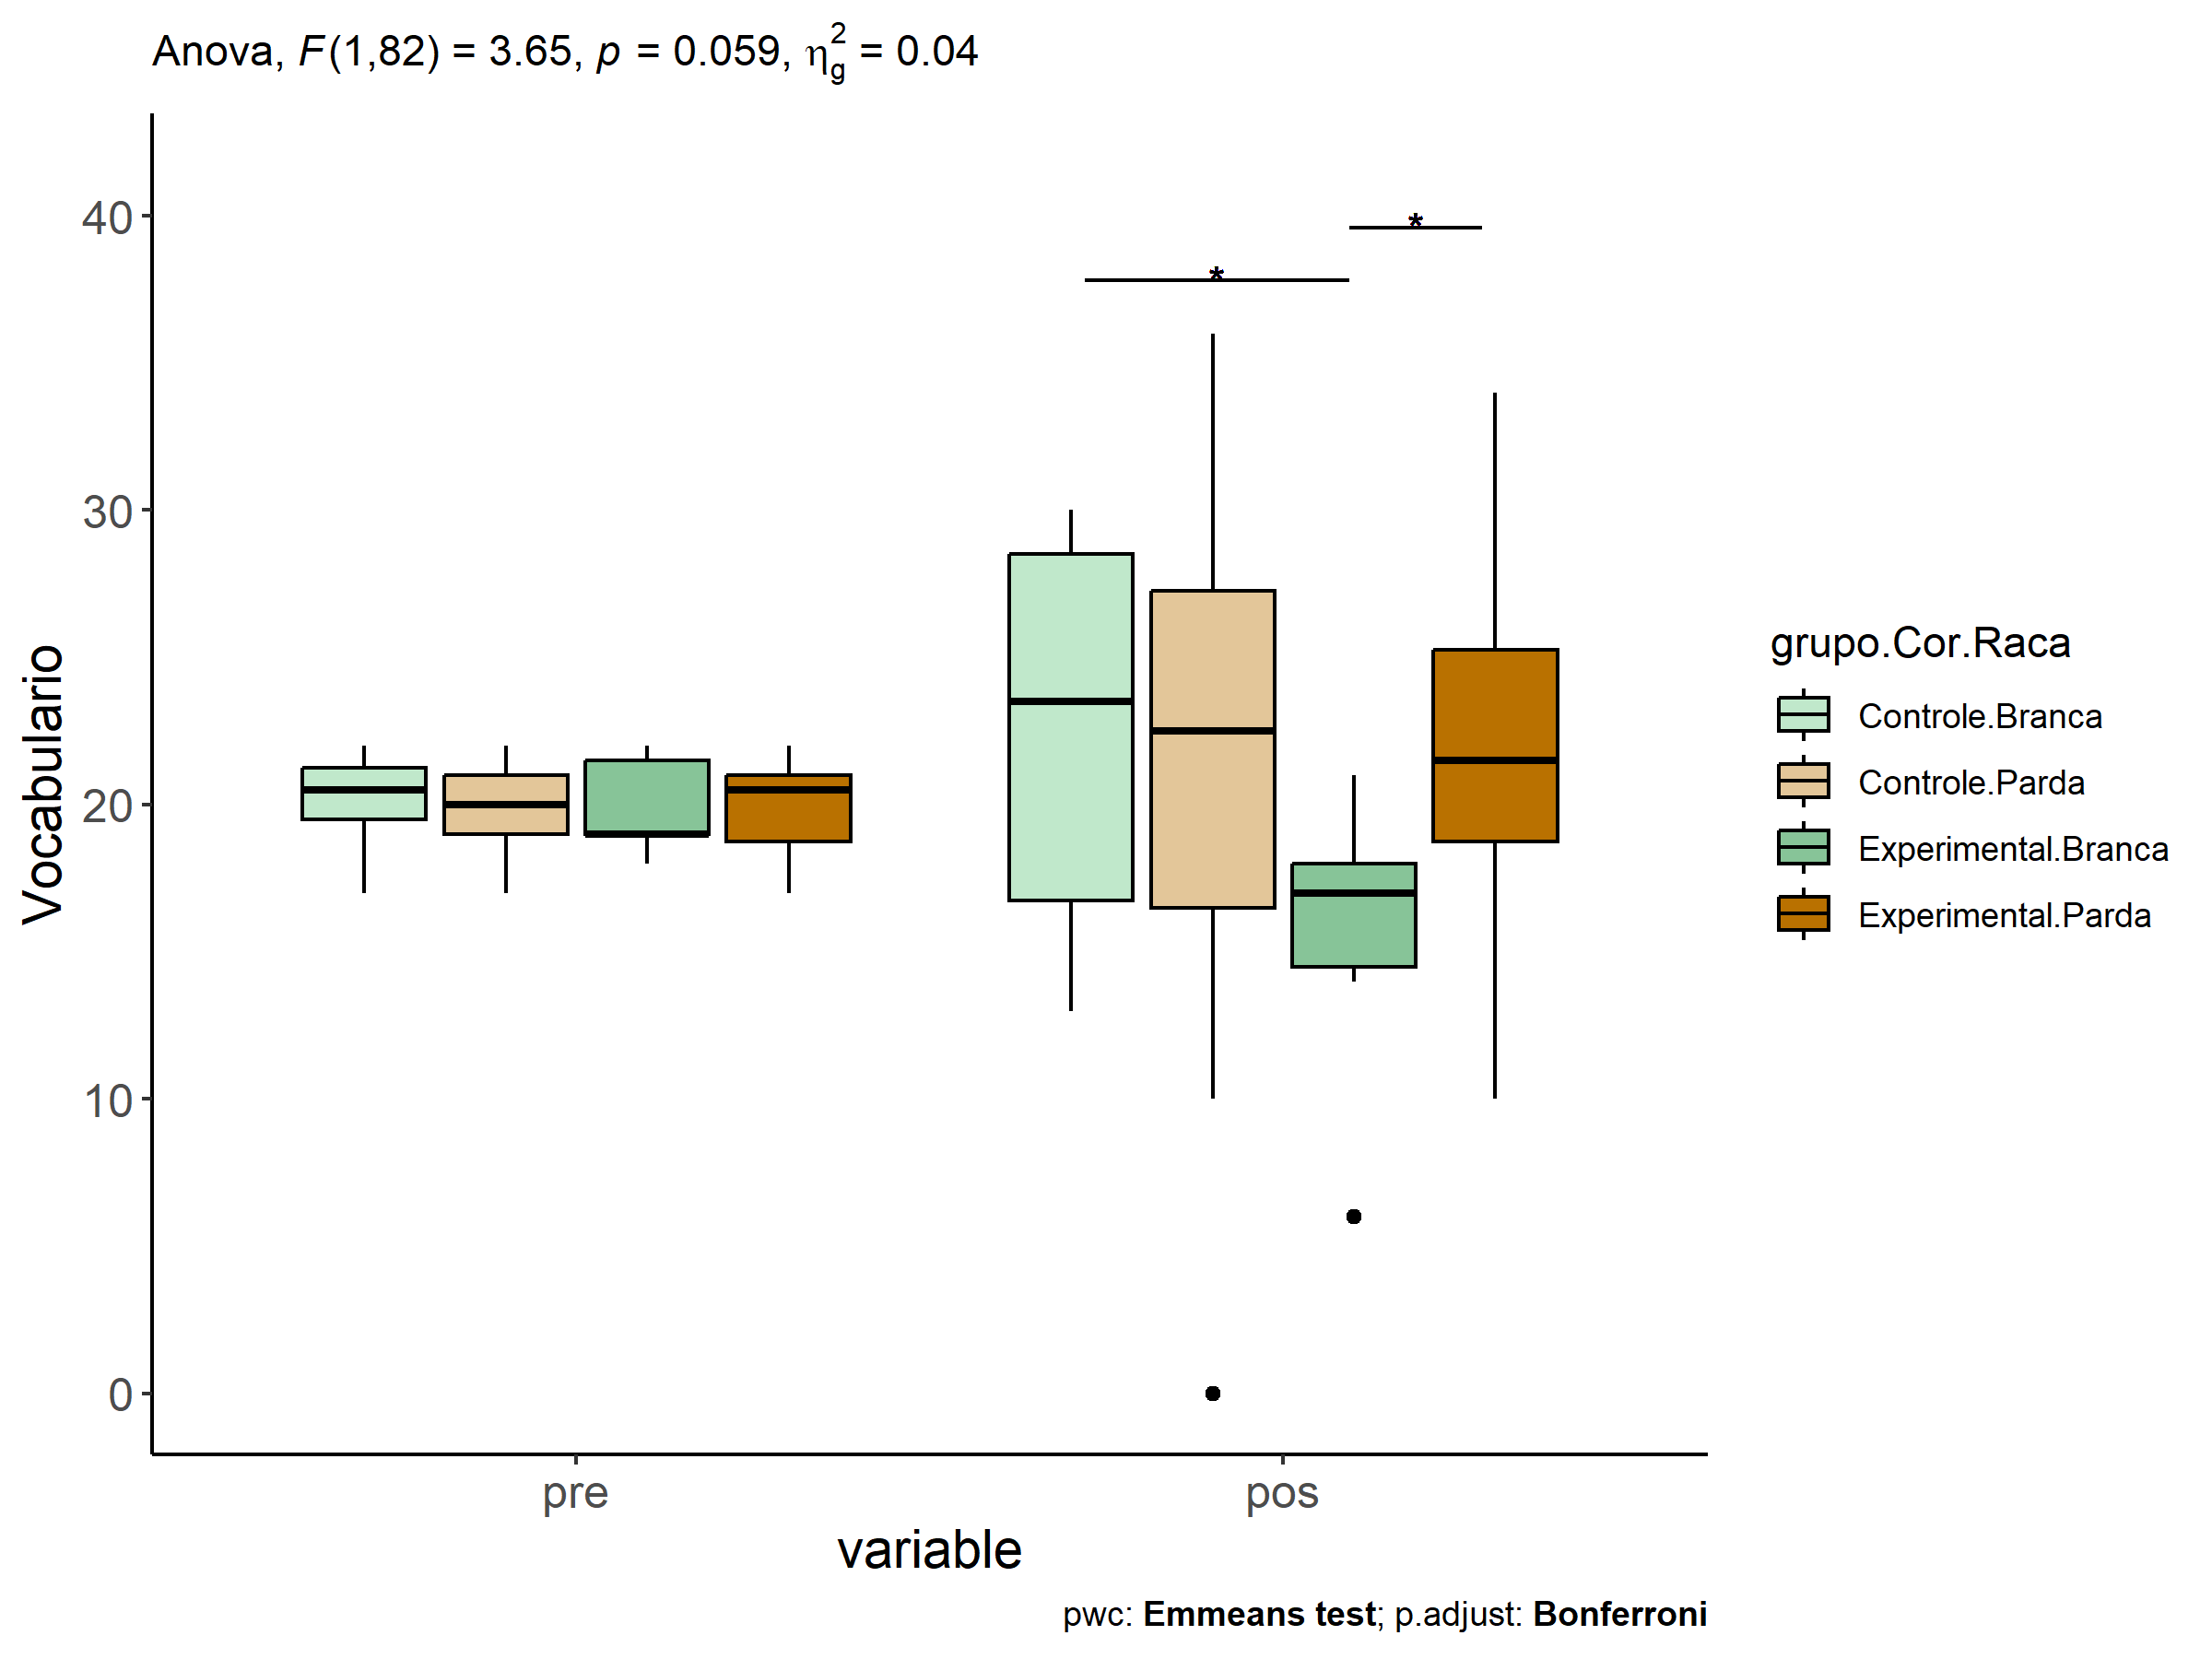 Anova, F(1,82) = 3.65, p = 0.059, η²g = 0.04
Vocabulario
40
30
20
10
0
*
*
pre
pos
variable
grupo.Cor.Raca
Controle.Branca
Controle.Parda
Experimental.Branca
Experimental.Parda
pwc: Emmeans test; p.adjust: Bonferroni